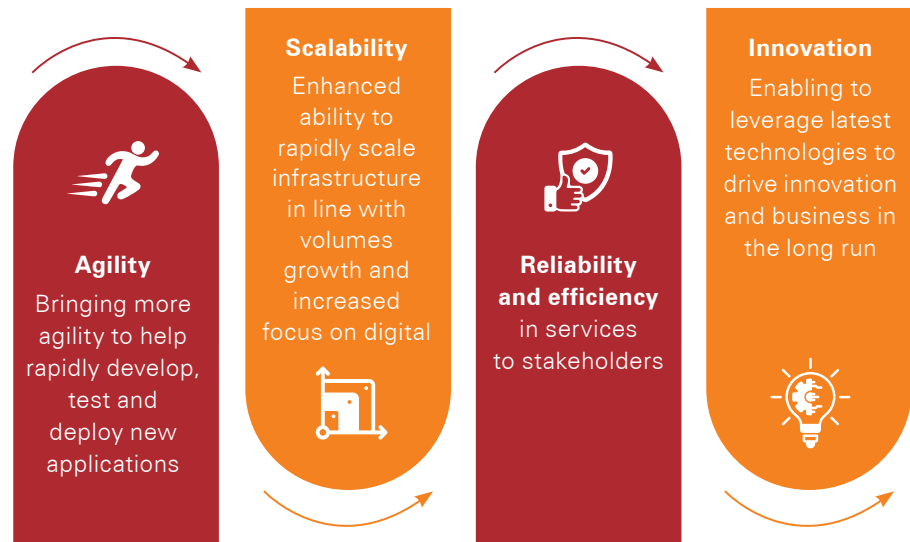 Agility
Bringing more
agility to help
rapidly develop,
test and
deploy new
applications
Scalability
Enhanced
ability to
rapidly scale
infrastructure
in line with
volumes
growth and
increased
focus on digital
Reliability
and efficiency
in services
to stakeholders
Innovation
Enabling to
leverage latest
technologies to
drive innovation
and business in
the long run